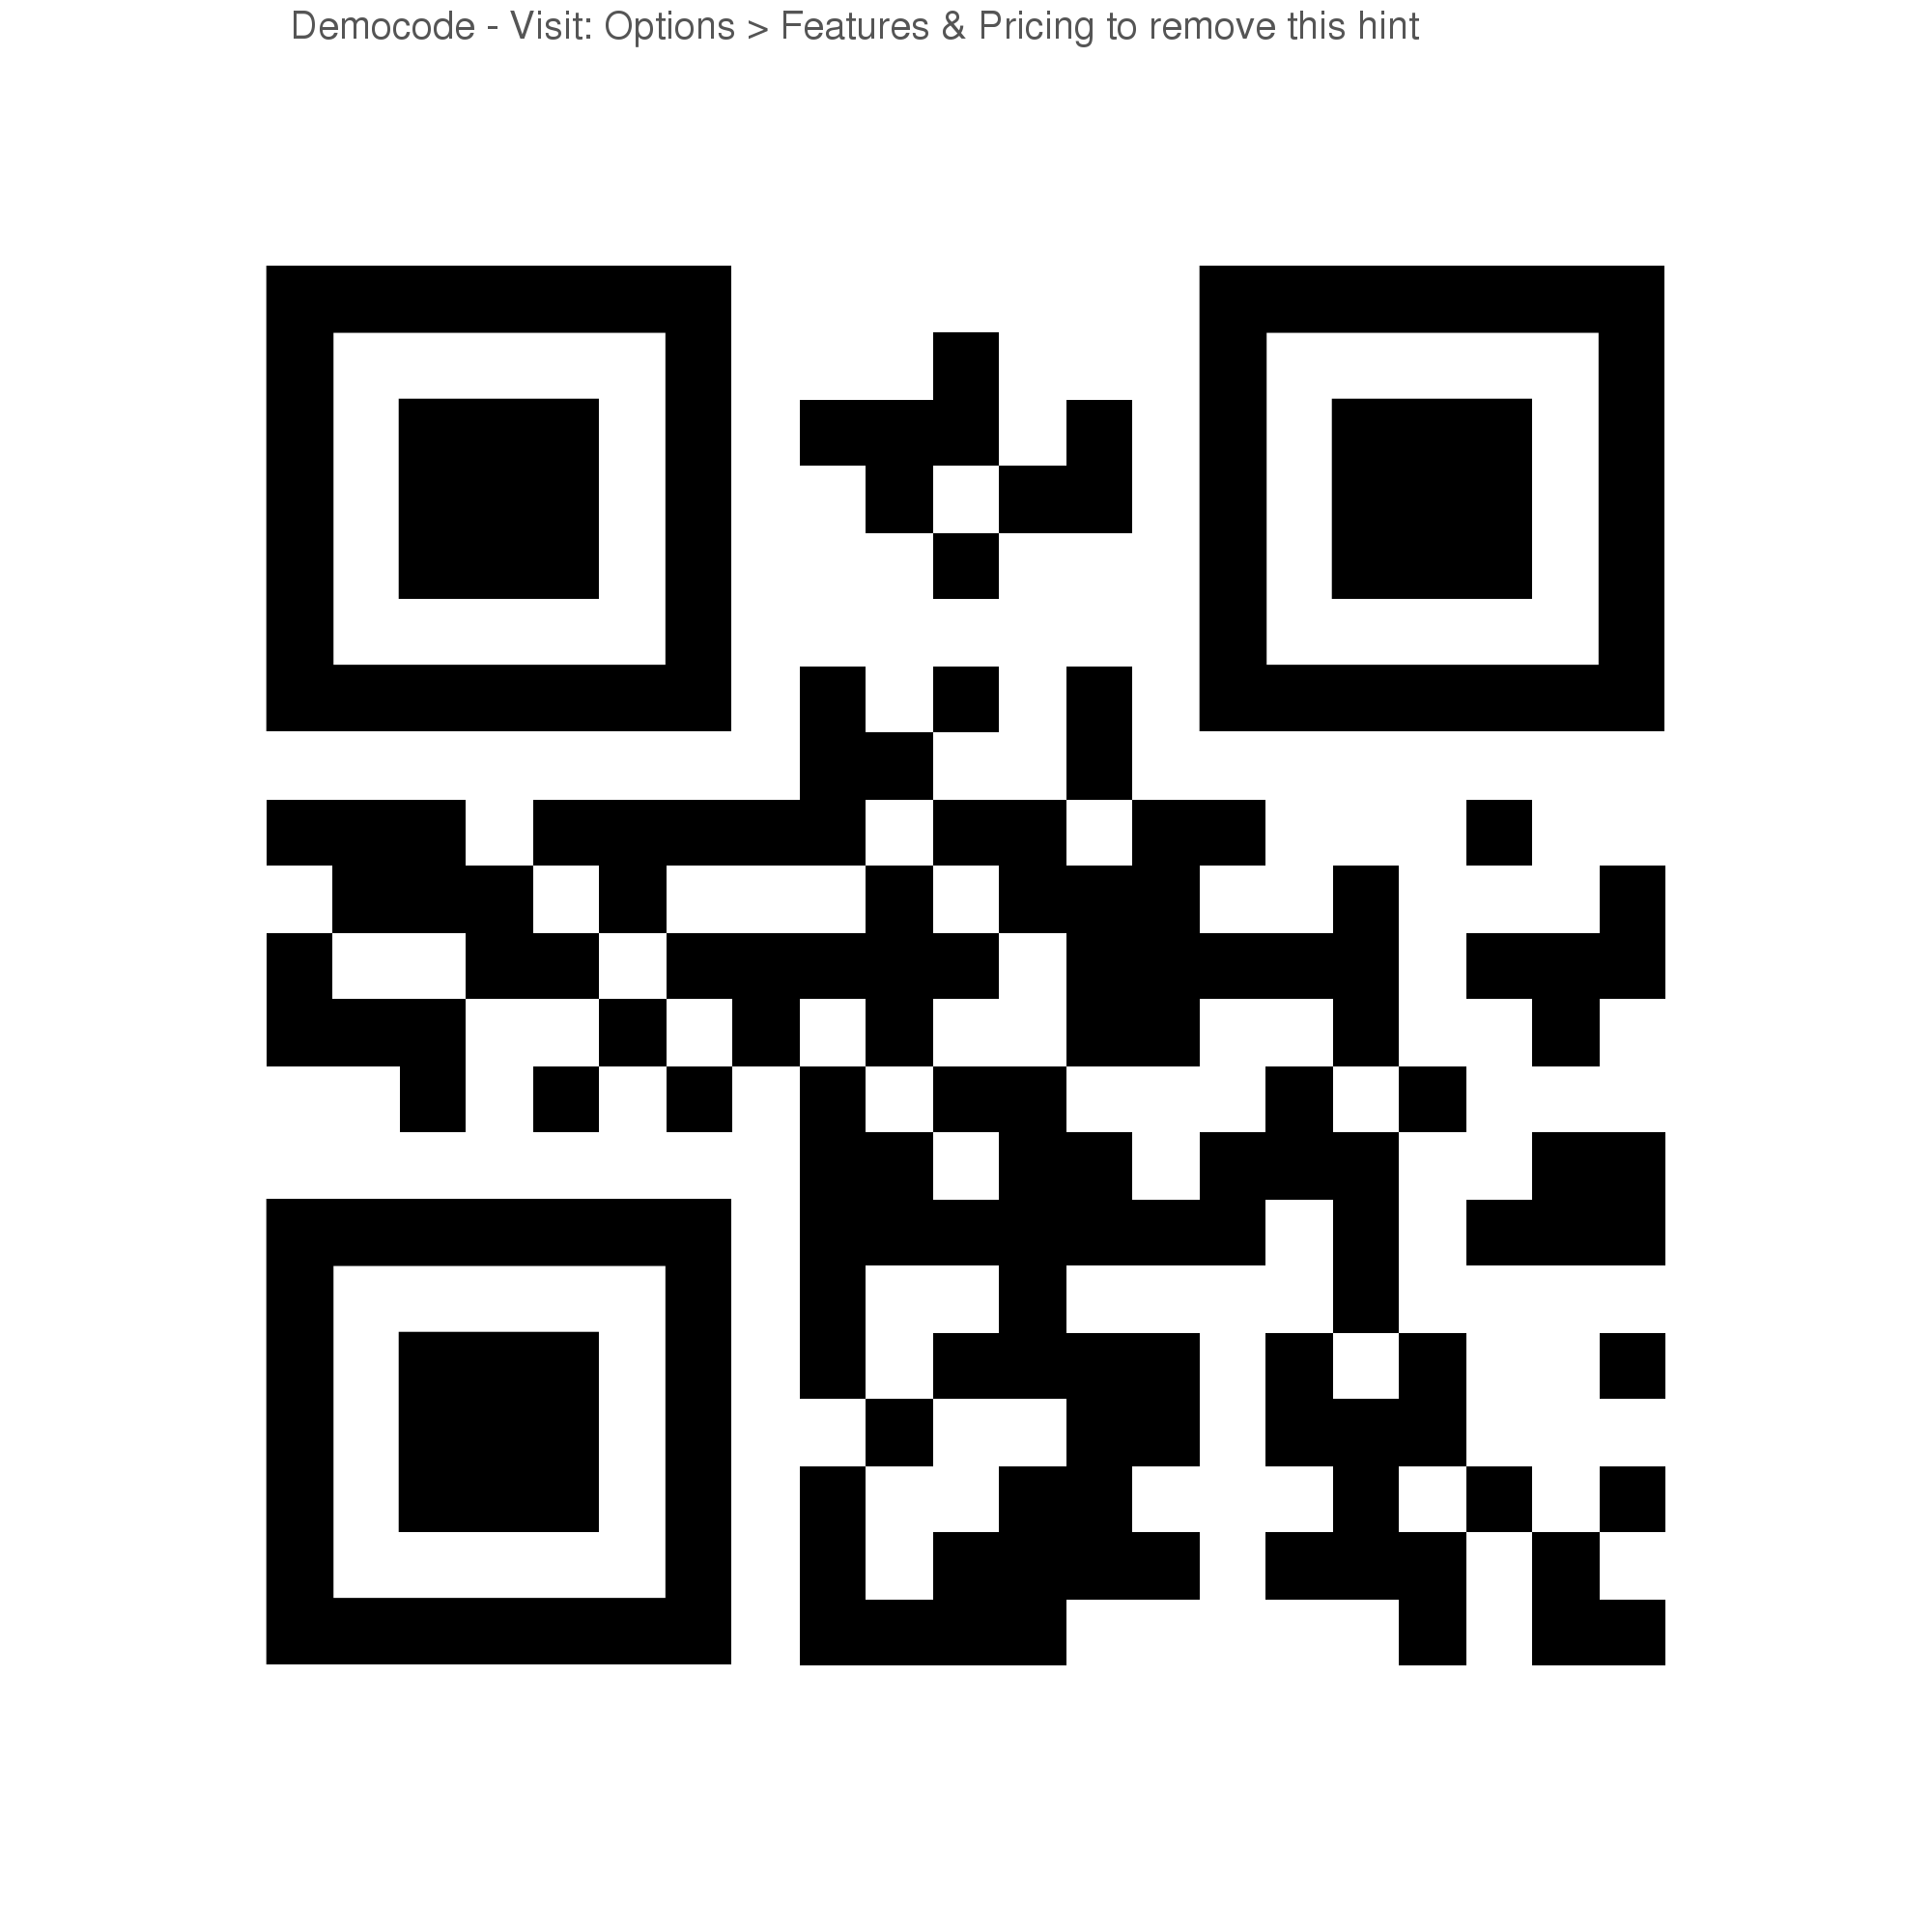 Democode - Visit: Options > Features & Pricing to remove this hint